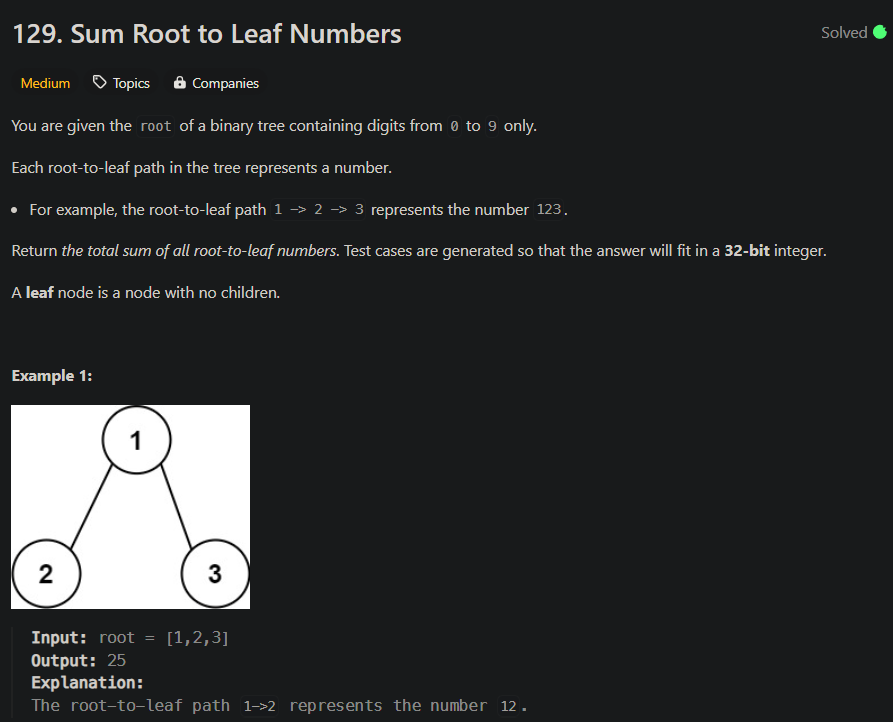 129. Sum Root to Leaf Numbers
Solved
Medium Topics Companies
You are given the root of a binary tree containing digits from 0 to 9 only.
Each root-to-leaf path in the tree represents a number.
• For example, the root-to-leaf path 1 -> 2 -> 3 represents the number 123.
Return the total sum of all root-to-leaf numbers. Test cases are generated so that the answer will fit in a 32-bit integer.
A leaf node is a node with no children.
Example 1:
1
2 3
Input: root = [1,2,3]
Output: 25
Explanation:
The root-to-leaf path 1->2 represents the number 12.